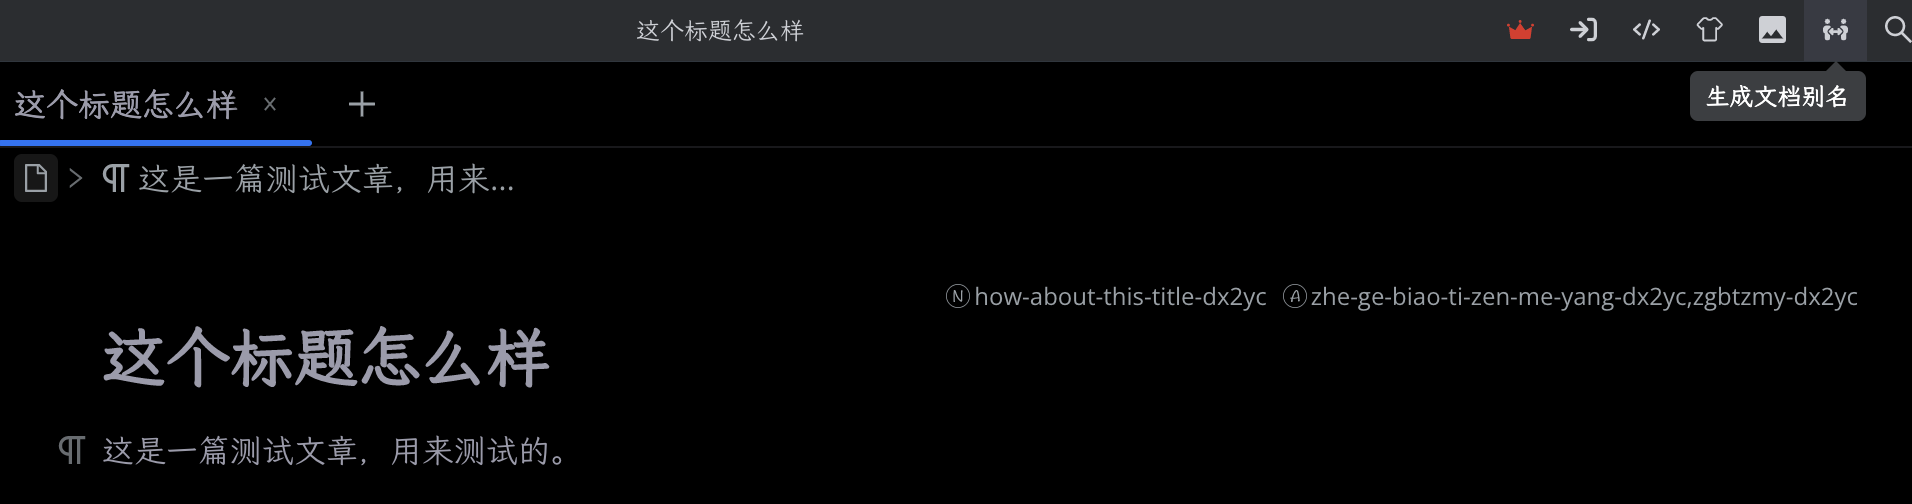 这个标题怎么样
这个标题怎么样 × +
生成文档别名
> ¶ 这是一篇测试文章，用来...
Ⓝ how-about-this-title-dx2yc Ⓐ zhe-ge-biao-ti-zen-me-yang-dx2yc,zgbtzmy-dx2yc
这个标题怎么样
¶ 这是一篇测试文章，用来测试的。